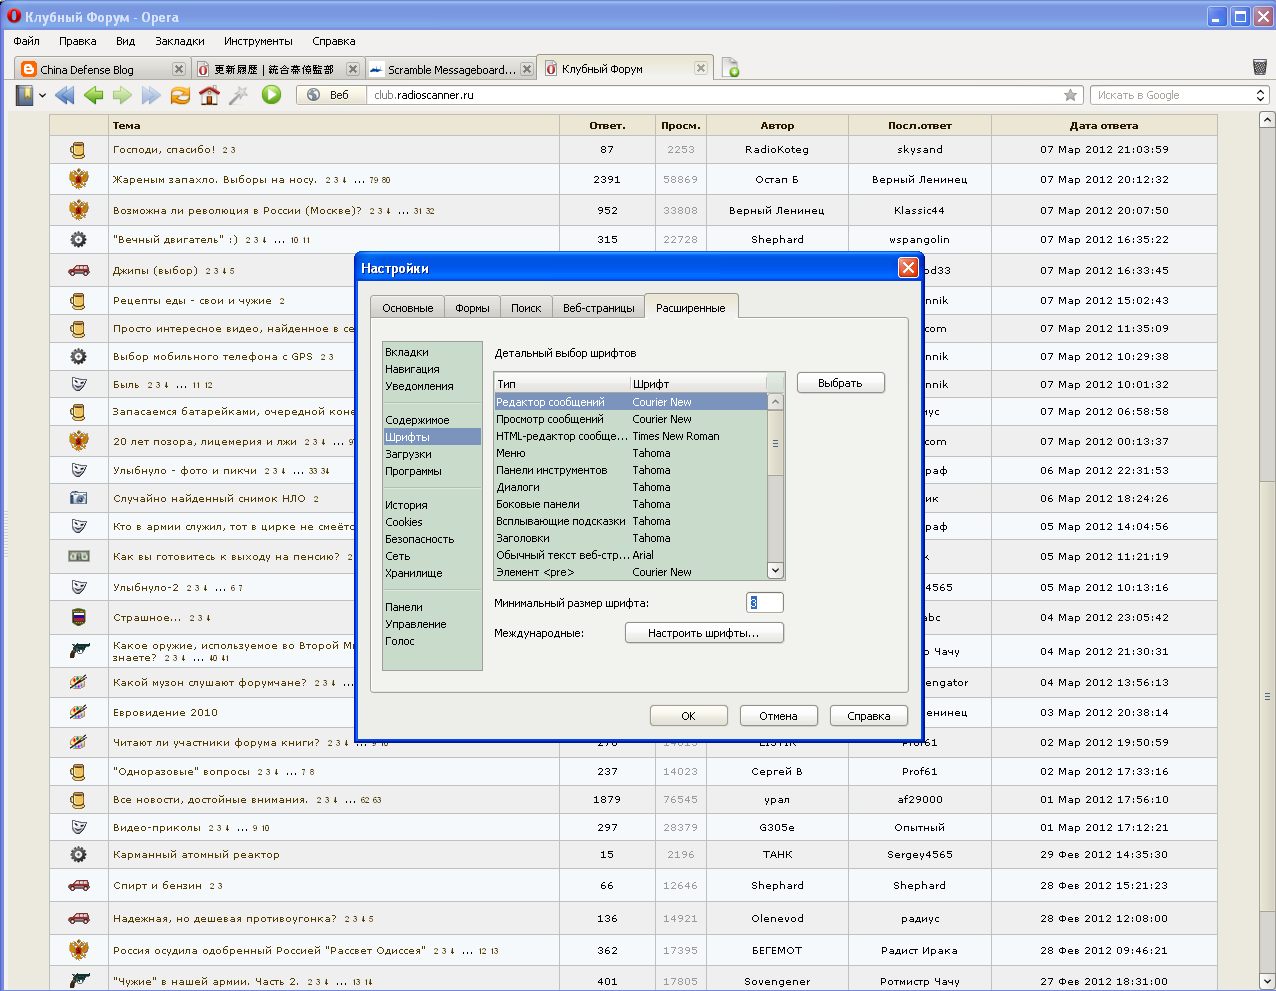 Клубный Форум - Opera
Файл Правка Вид Закладки Инструменты Справка
China Defense Blog
更新履歴 | 統合幕僚監部
Scramble Messageboard...
Клубный Форум
Веб club.radioscanner.ru Искать в Google
Тема Ответ. Просм. Автор Посл.ответ Дата ответа
Господи, спасибо! 2 3 87 2253 RadioKoteg skysand 07 Мар 2012 21:03:59
Жареным запахло. Выборы на носу. 2 3 4 ... 79 80 2391 58869 Остап Б Верный Ленинец 07 Мар 2012 20:12:32
Возможна ли революция в России (Москве)? 2 3 4 ... 31 32 952 33808 Верный Ленинец Klassic44 07 Мар 2012 20:07:50
"Вечный двигатель" :) 2 3 4 ... 10 11 315 22728 Shephard wspangolin 07 Мар 2012 16:35:22
Джипы (выбор) 2 3 4 5 od33 07 Мар 2012 16:33:45
Рецепты еды - свои и чужие 2 nnik 07 Мар 2012 15:02:43
Просто интересное видео, найденное в се com 07 Мар 2012 11:35:09
Выбор мобильного телефона с GPS 2 3 nnik 07 Мар 2012 10:29:38
Быль 2 3 4 ... 11 12 nnik 07 Мар 2012 10:01:32
Запасаемся батарейками, очередной коне иус 07 Мар 2012 06:58:58
20 лет позора, лицемерия и лжи 2 3 4 ... 9 07 Мар 2012 00:13:37
Улыбнуло - фото и пикчи 2 3 4 ... 33 34 раф 06 Мар 2012 22:31:53
Случайно найденный снимок НЛО 2 ик 06 Мар 2012 18:24:26
Кто в армии служил, тот в цирке не смеётс раф 05 Мар 2012 14:04:56
Как вы готовитесь к выходу на пенсию? 2 k 05 Мар 2012 11:21:19
Улыбнуло-2 2 3 4 ... 6 7 4565 05 Мар 2012 10:13:16
Страшное... 2 3 4 abc 04 Мар 2012 23:05:42
Какое оружие, используемое во Второй М
знаете? 2 3 4 ... 40 41 р Чачу 04 Мар 2012 21:30:31
Какой музон слушают форумчане? 2 3 4 ... engator 04 Мар 2012 13:56:13
Евровидение 2010 енинец 03 Мар 2012 20:38:14
Читают ли участники форума книги? 2 3 4 ... 9 10 Prof61 02 Мар 2012 19:50:59
"Одноразовые" вопросы 2 3 4 ... 7 8 237 14023 Сергей В Prof61 02 Мар 2012 17:33:16
Все новости, достойные внимания. 2 3 4 ... 62 63 1879 76545 урал af29000 01 Мар 2012 17:56:10
Видео-приколы 2 3 4 ... 9 10 297 28379 G305e Опытный 01 Мар 2012 17:12:21
Карманный атомный реактор 15 2196 ТАНК Sergey4565 29 Фев 2012 14:35:30
Спирт и бензин 2 3 66 12646 Shephard Shephard 28 Фев 2012 15:21:23
Надежная, но дешевая противоугонка? 2 3 4 5 136 14921 Olenevod радиус 28 Фев 2012 12:08:00
Россия осудила одобренный Россией "Рассвет Одиссея" 2 3 4 ... 12 13 362 17395 БЕГЕМОТ Радист Ирака 28 Фев 2012 09:46:21
"Чужие" в нашей армии. Часть 2. 2 3 4 ... 13 14 401 17805 Sovengener Ротмистр Чачу 27 Фев 2012 18:31:00
Настройки
Основные Формы Поиск Веб-страницы Расширенные
Вкладки
Навигация
Уведомления
Содержимое
Шрифты
Загрузки
Программы
История
Cookies
Безопасность
Сеть
Хранилище
Панели
Управление
Голос
Детальный выбор шрифтов
Тип Шрифт
Выбрать
Редактор сообщений Courier New
Просмотр сообщений Courier New
HTML-редактор сообще... Times New Roman
Меню Tahoma
Панели инструментов Tahoma
Диалоги Tahoma
Боковые панели Tahoma
Всплывающие подсказки Tahoma
Заголовки Tahoma
Обычный текст веб-стр... Arial
Элемент <pre> Courier New
Минимальный размер шрифта: 3
Международные: Настроить шрифты...
OK Отмена Справка